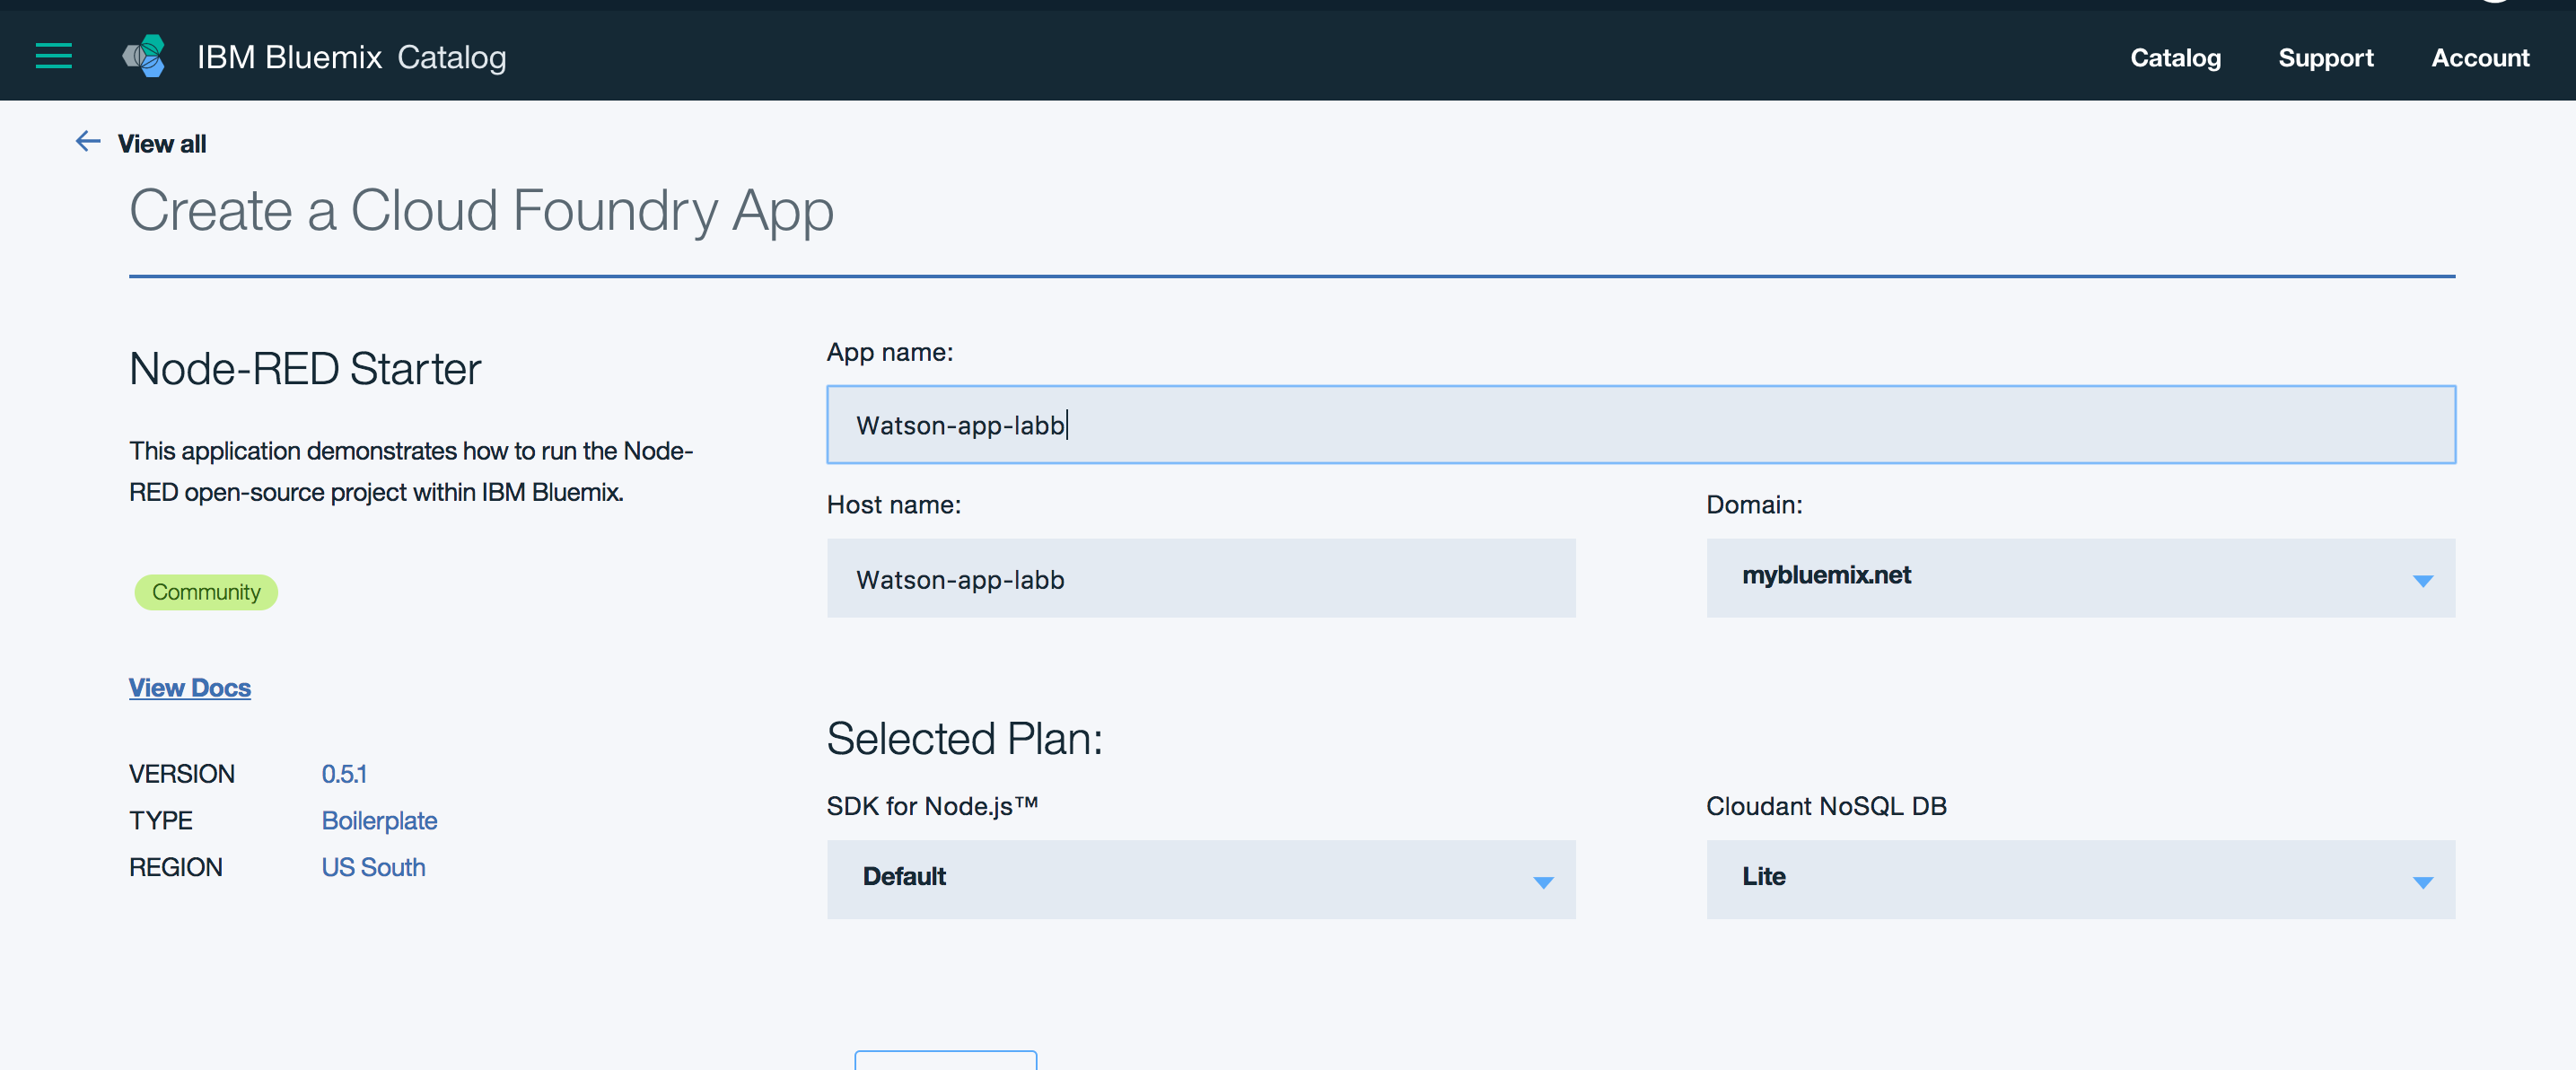 IBM Bluemix Catalog
Catalog Support Account
View all
Create a Cloud Foundry App
Node-RED Starter
This application demonstrates how to run the Node-
RED open-source project within IBM Bluemix.
Community
View Docs
VERSION 0.5.1
TYPE Boilerplate
REGION US South
App name:
Watson-app-labb
Host name:
Domain:
Watson-app-labb
mybluemix.net
Selected Plan:
SDK for Node.js™
Cloudant NoSQL DB
Default
Lite